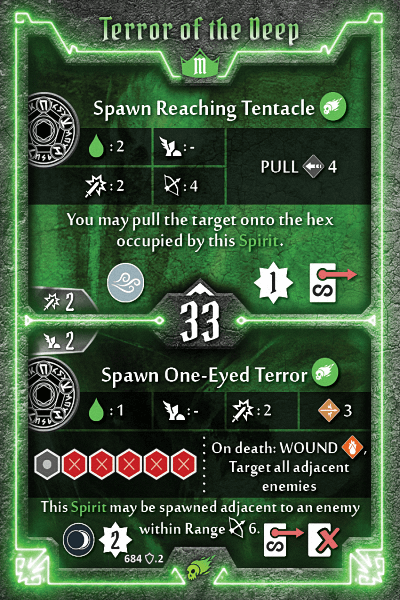 Terror of the Deep
M
Spawn Reaching Tentacle
: 2
: -
: 2
: 4
PULL 4
You may pull the target onto the hex
occupied by this Spirit.
1
2
33
2
Spawn One-Eyed Terror
: 1
: -
: 2
3
On death: WOUND ,
Target all adjacent
enemies
This Spirit may be spawned adjacent to an enemy
within Range 6.
2
684 .2